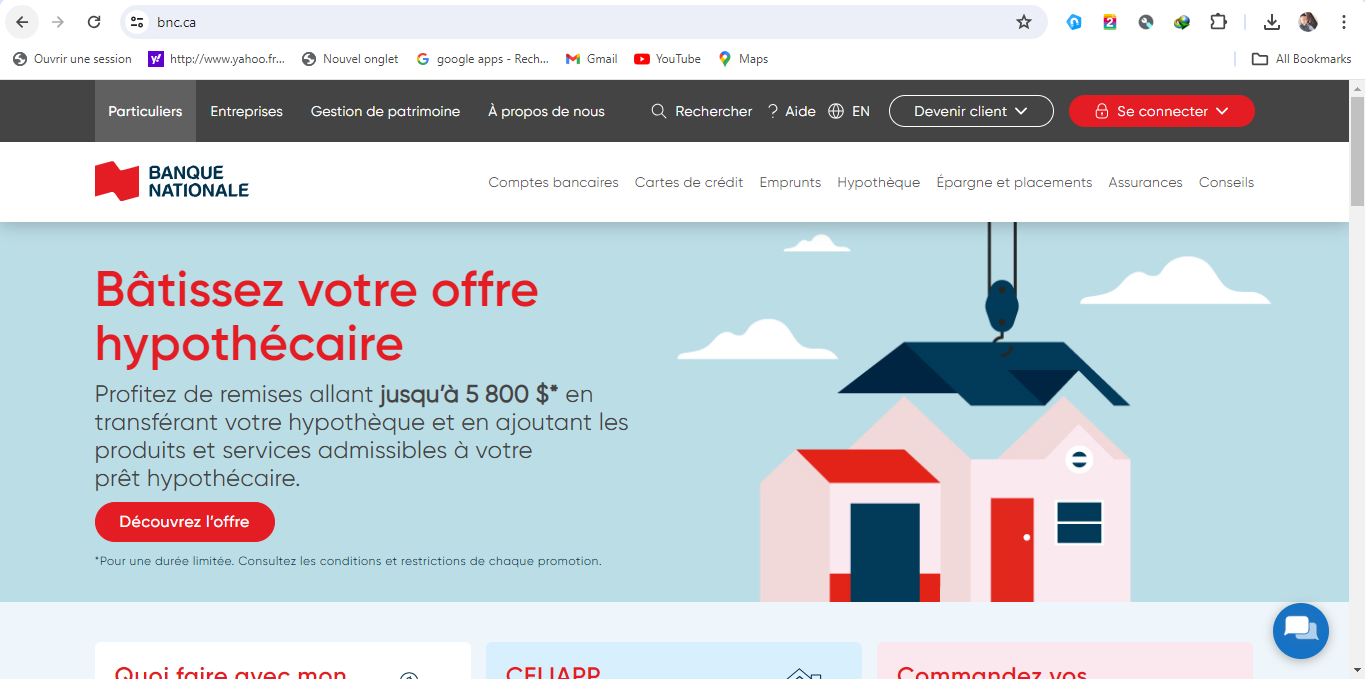 bnc.ca
Ouvrir une session
http://www.yahoo.fr...
Nouvel onglet
google apps - Rech...
Gmail
YouTube
Maps
All Bookmarks
Particuliers
Entreprises
Gestion de patrimoine
À propos de nous
Rechercher
? Aide
EN
Devenir client
Se connecter
BANQUE
NATIONALE
Comptes bancaires
Cartes de crédit
Emprunts
Hypothèque
Épargne et placements
Assurances
Conseils
Bâtissez votre offre
hypothécaire
Profitez de remises allant jusqu'à 5 800 $* en
transférant votre hypothèque et en ajoutant les
produits et services admissibles à votre
prêt hypothécaire.
Découvrez l'offre
*Pour une durée limitée. Consultez les conditions et restrictions de chaque promotion.
Quoi faire avec mon
CELIAPP
Commandez vos